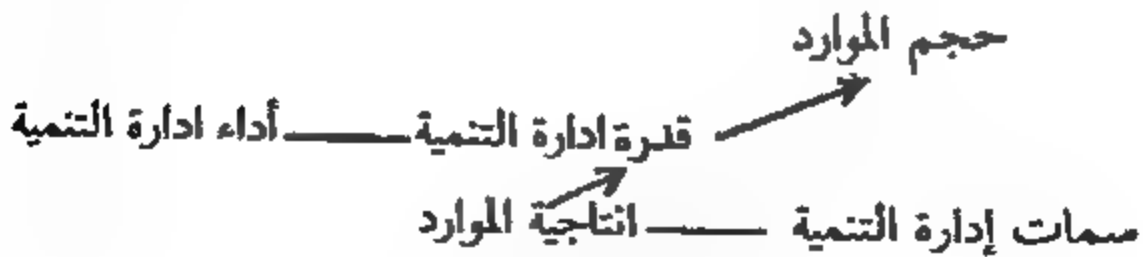 حجم الموارد
قدرة ادارة التنمية أداء ادارة التنمية
سمات إدارة التنمية انتاجية الموارد